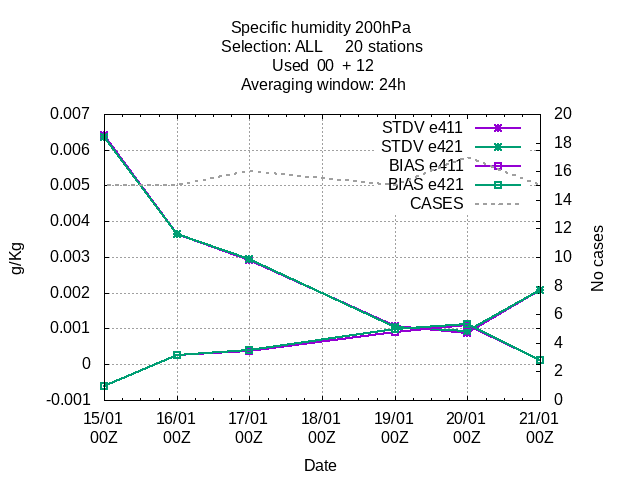 Specific humidity 200hPa
Selection: ALL     20 stations
Used  00  + 12
Averaging window: 24h
0.007
0.006
0.005
0.004
0.003
0.002
0.001
0
-0.001
g/Kg
STDV e411
STDV e421
BIAS e411
BIAS e421
CASES
20
18
16
14
12
10
8
6
4
2
0
No cases
15/01 16/01 17/01 18/01 19/01 20/01 21/01
00Z 00Z 00Z 00Z 00Z 00Z 00Z
Date